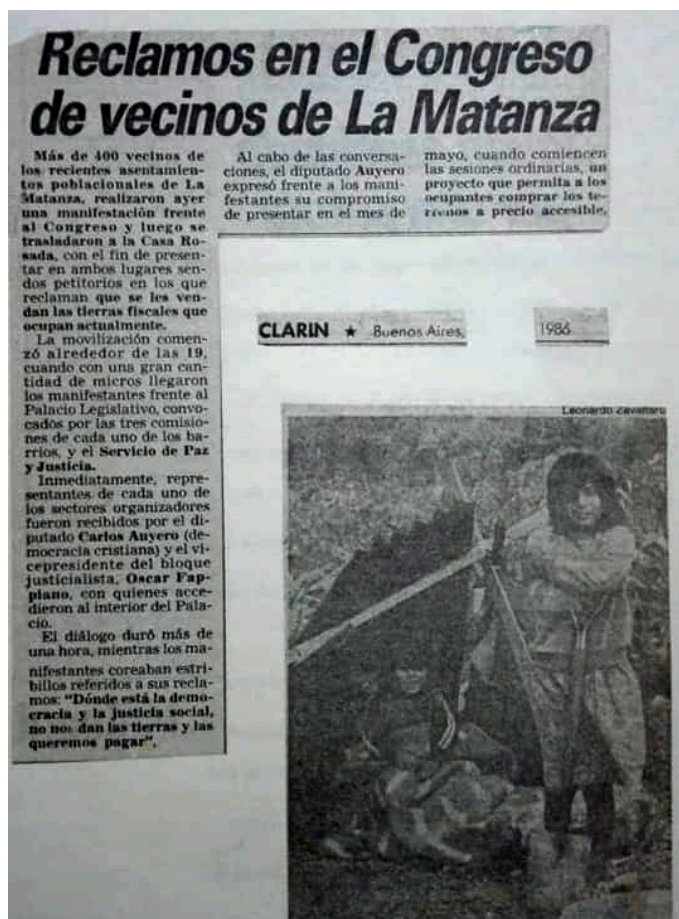 Reclamos en el Congreso
de vecinos de La Matanza
Más de 400 vecinos de
los recientes asentamien-
tos poblacionales de La
Matanza, realizaron ayer
una manifestación frente
al Congreso y luego se
trasladaron a la Casa Ro-
sada, con el fin de presen-
tar en ambos lugares sen-
dos petitorios en los que
reclaman que se les ven-
dan las tierras fiscales que
ocupan actualmente.
La movilización comen-
zó alrededor de las 19,
cuando con una gran can-
tidad de micros llegaron
los manifestantes frente al
Palacio Legislativo, convo-
cados por las tres comisio-
nes de cada uno de los ba-
rrios, y el Servicio de Paz
y Justicia.
Inmediatamente, repre-
sentantes de cada uno de
los sectores organizadores
fueron recibidos por el di-
putado Carlos Auyero (de-
mocracia cristiana) y el vi-
cepresidente del bloque
justicialista, Oscar Fap-
piano, con quienes acce-
dieron al interior del Pala-
cio.
El diálogo duró más de
una hora, mientras los ma-
nifestantes coreaban estri-
billos referidos a sus recla-
mos: "Dónde está la demo-
cracia y la justicia social,
no nos dan las tierras y las
queremos pagar".
Al cabo de las conversa-
ciones, el diputado Auyero
expresó frente a los mani-
festantes su compromiso
de presentar en el mes de
mayo, cuando comiencen
las sesiones ordinarias, un
proyecto que permita a los
ocupantes comprar los te-
rrenos a precio accesible.
CLARIN ★ Buenos Aires, 1986
Leonardo Zavattaro